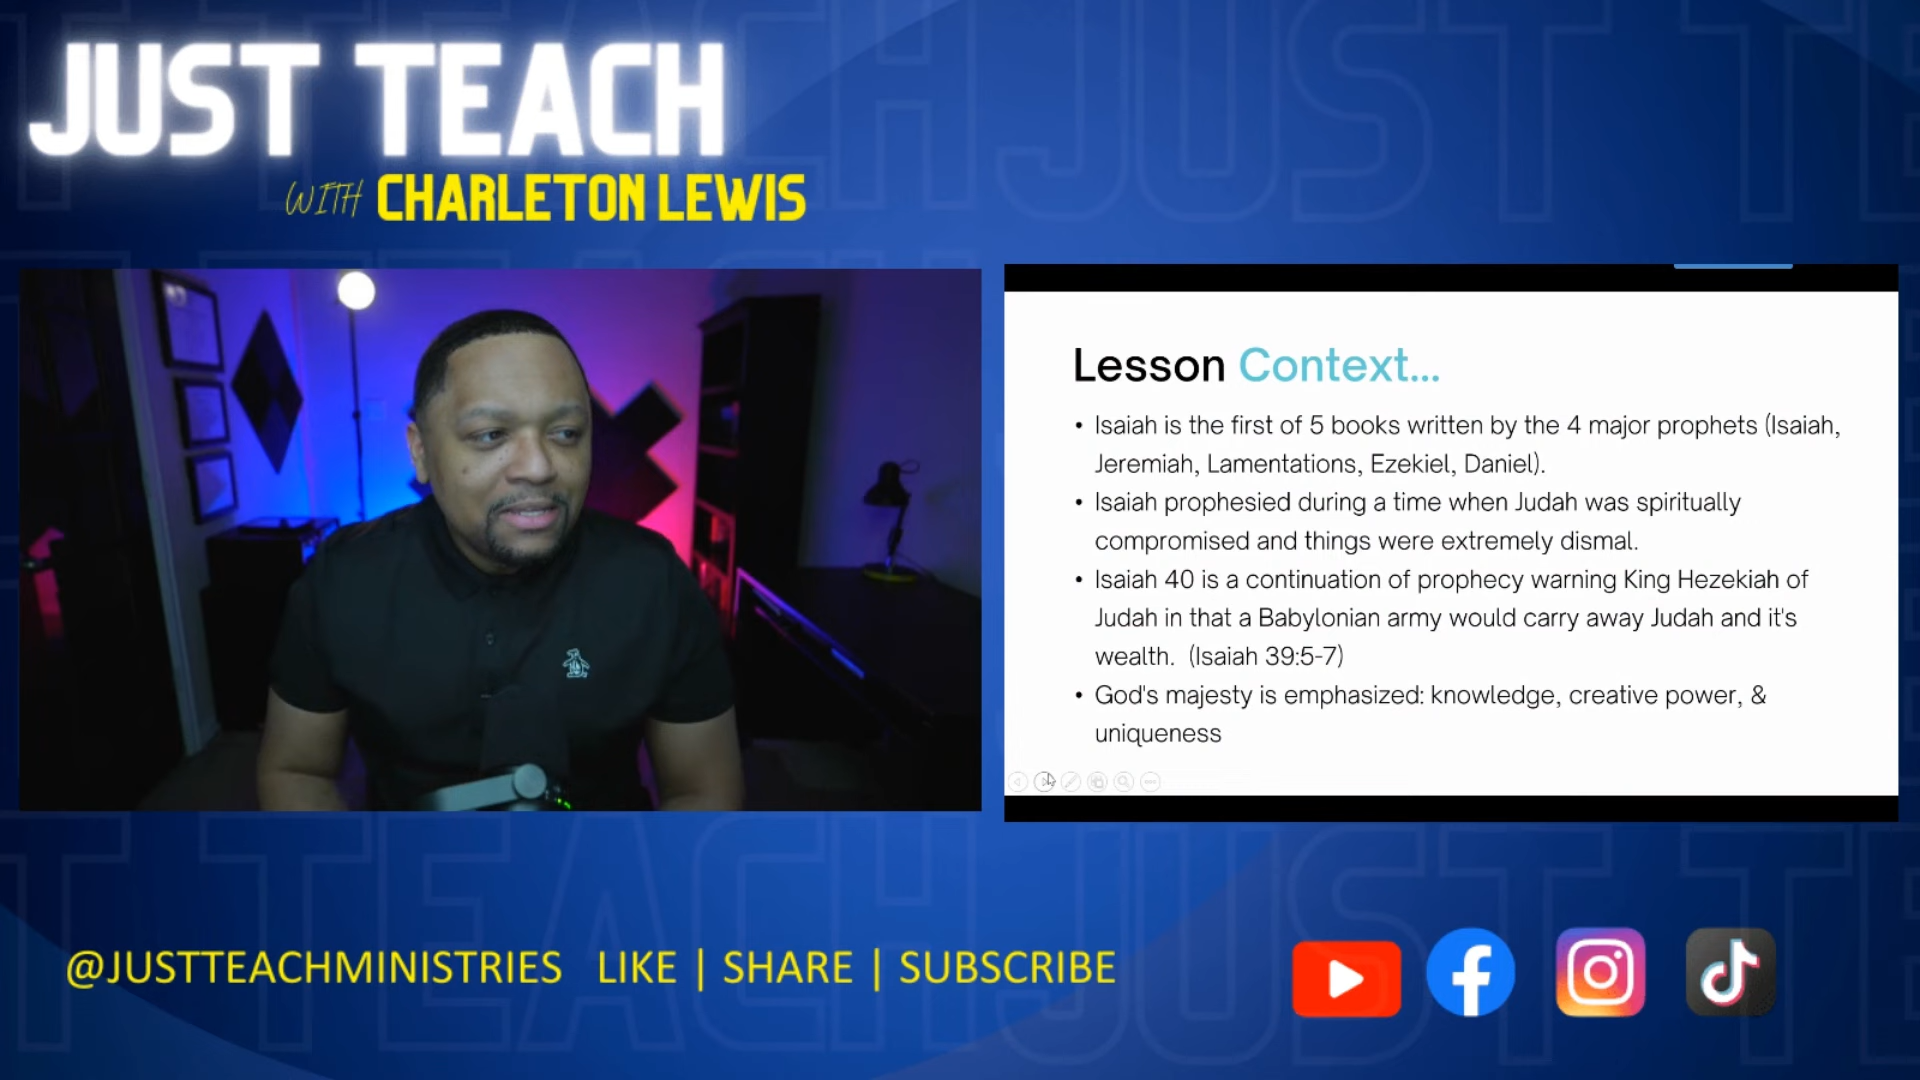 JUST TEACH
WITH CHARLETON LEWIS
Lesson Context...
• Isaiah is the first of 5 books written by the 4 major prophets (Isaiah,
Jeremiah, Lamentations, Ezekiel, Daniel).
• Isaiah prophesied during a time when Judah was spiritually
compromised and things were extremely dismal.
• Isaiah 40 is a continuation of prophecy warning King Hezekiah of
Judah in that a Babylonian army would carry away Judah and it's
wealth. (Isaiah 39:5-7)
• God's majesty is emphasized: knowledge, creative power, &
uniqueness
@JUSTTEACHMINISTRIES LIKE | SHARE | SUBSCRIBE